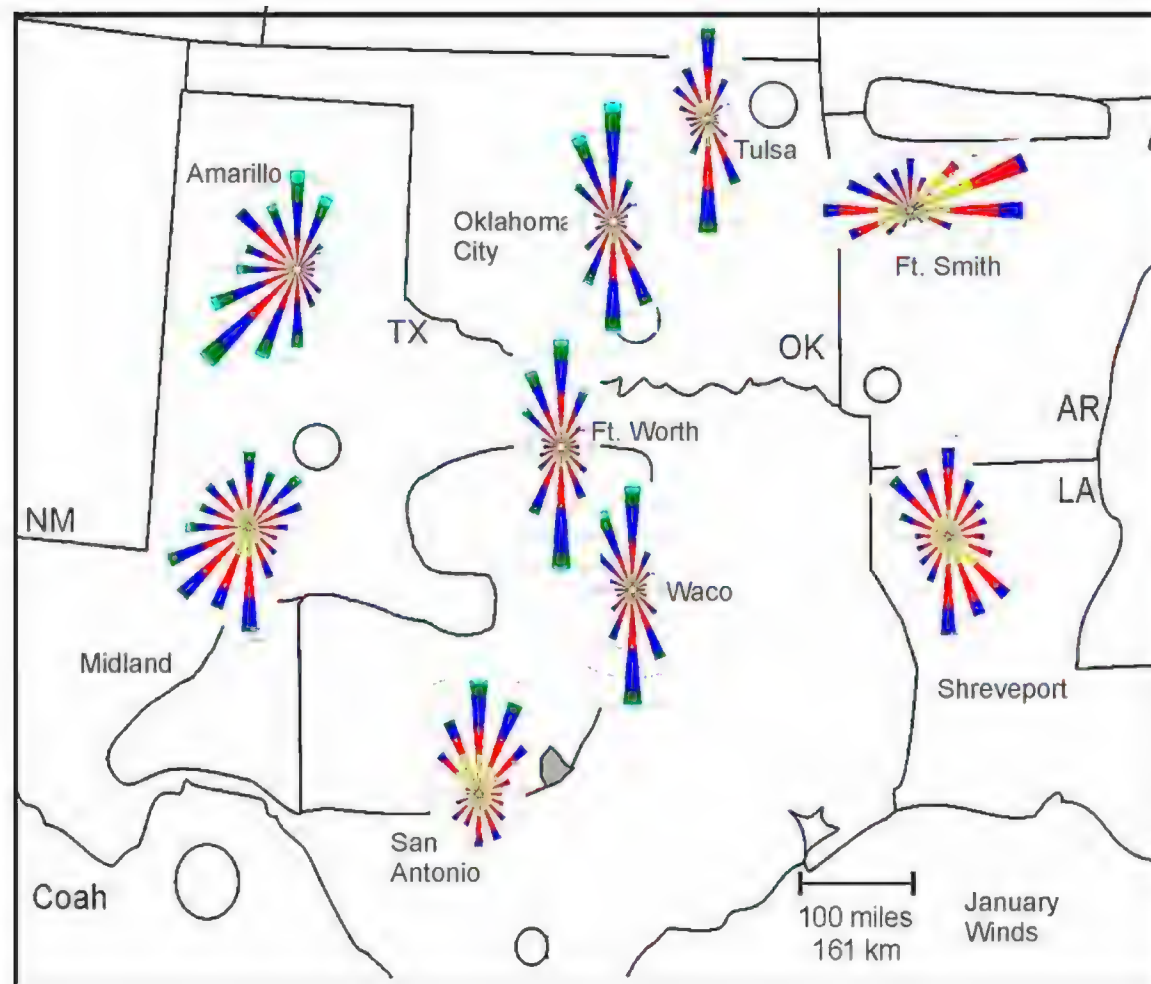 Tulsa
Amarillo
Oklahoma
City
Ft. Smith
TX
OK
AR
Ft. Worth
LA
NM
Waco
Midland
Shreveport
San
Antonio
Coah
100 miles
161 km
January
Winds